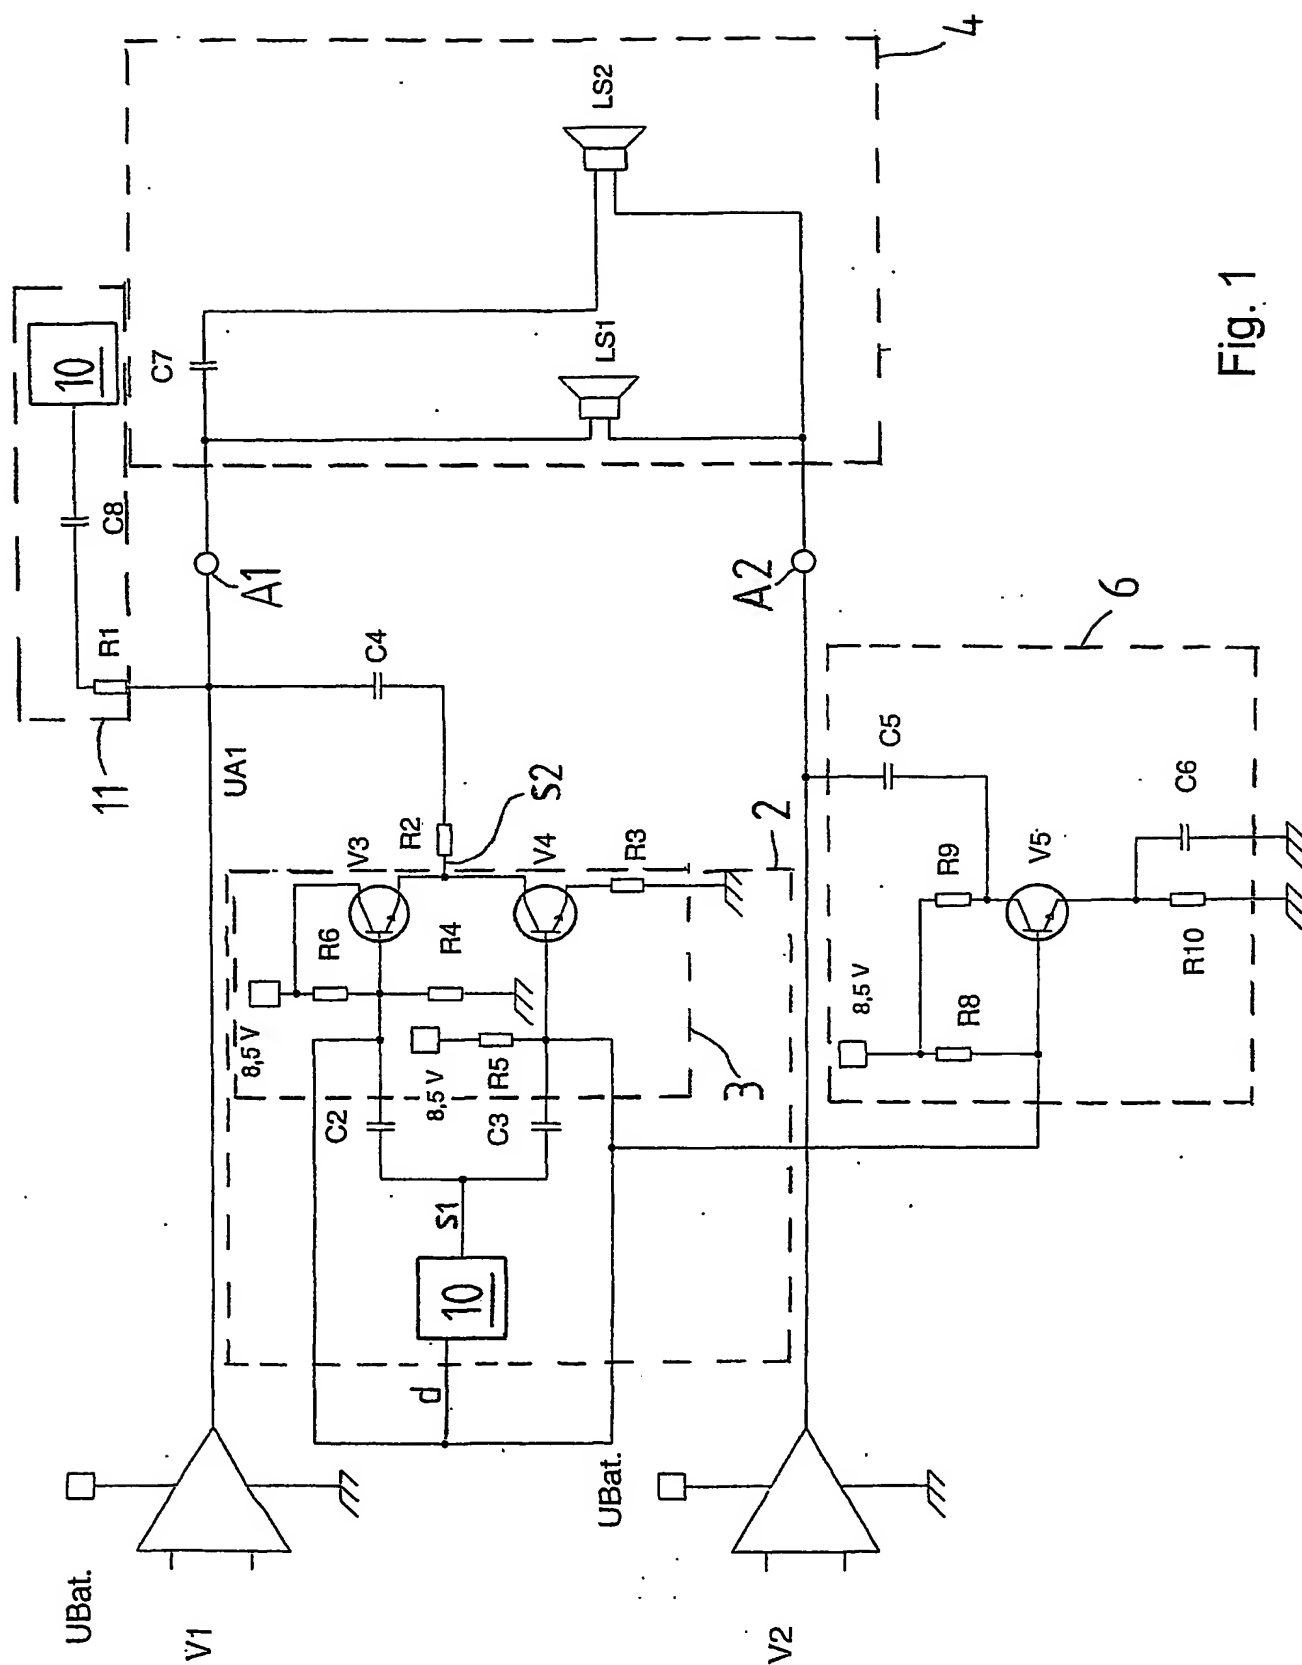 UBat.
V1
UA1
11
R1
C8
10
A1
C7
4
LS2
LS1
C4
S2
R2
V3
V4
R3
2
R6
R4
8,5 V
8,5 V
R5
3
C2
C3
S1
10
d
UBat.
V2
A2
6
C5
R9
V5
C6
8,5 V
R8
R10
Fig. 1